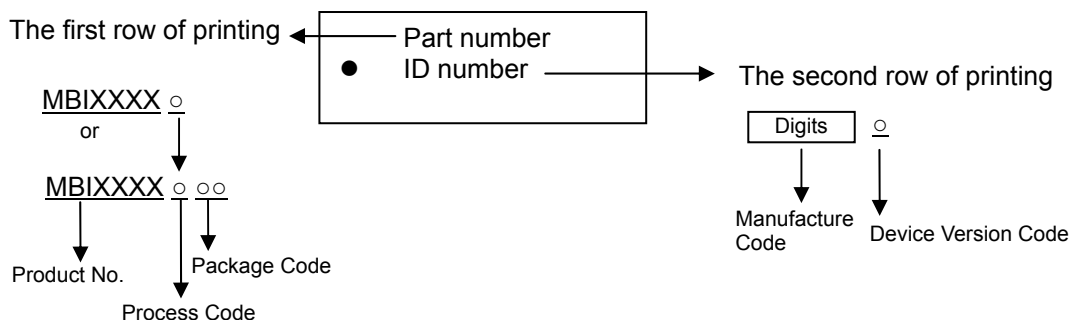 The first row of printing
Part number
● ID number
The second row of printing
MBIXXXX ○
or
MBIXXXX ○ ○○
Product No.
Package Code
Process Code
Digits ○
Manufacture
Code
Device Version Code